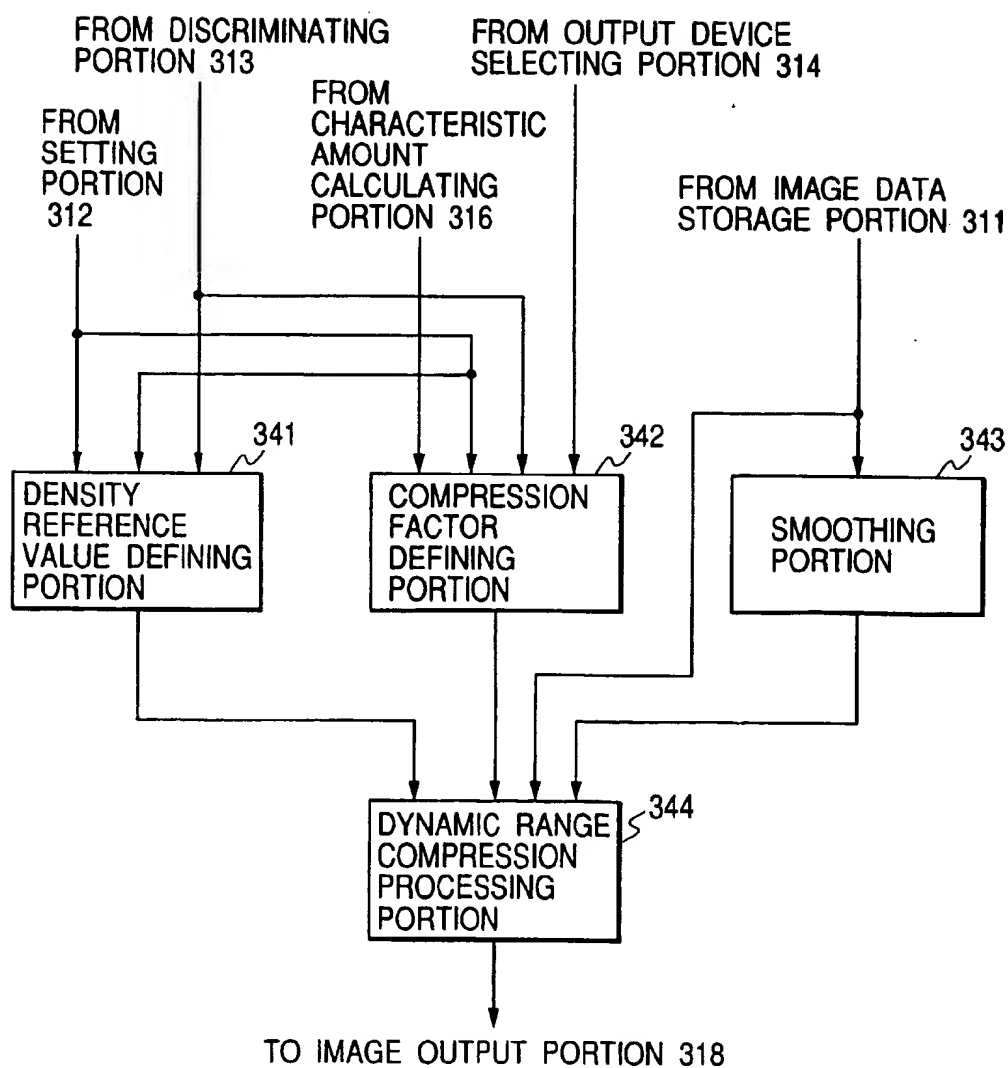 FROM DISCRIMINATING
PORTION 313
FROM OUTPUT DEVICE
SELECTING PORTION 314
FROM
SETTING
PORTION
312
FROM
CHARACTERISTIC
AMOUNT
CALCULATING
PORTION 316
FROM IMAGE DATA
STORAGE PORTION 311
341
DENSITY
REFERENCE
VALUE DEFINING
PORTION
342
COMPRESSION
FACTOR
DEFINING
PORTION
343
SMOOTHING
PORTION
344
DYNAMIC RANGE
COMPRESSION
PROCESSING
PORTION
TO IMAGE OUTPUT PORTION 318